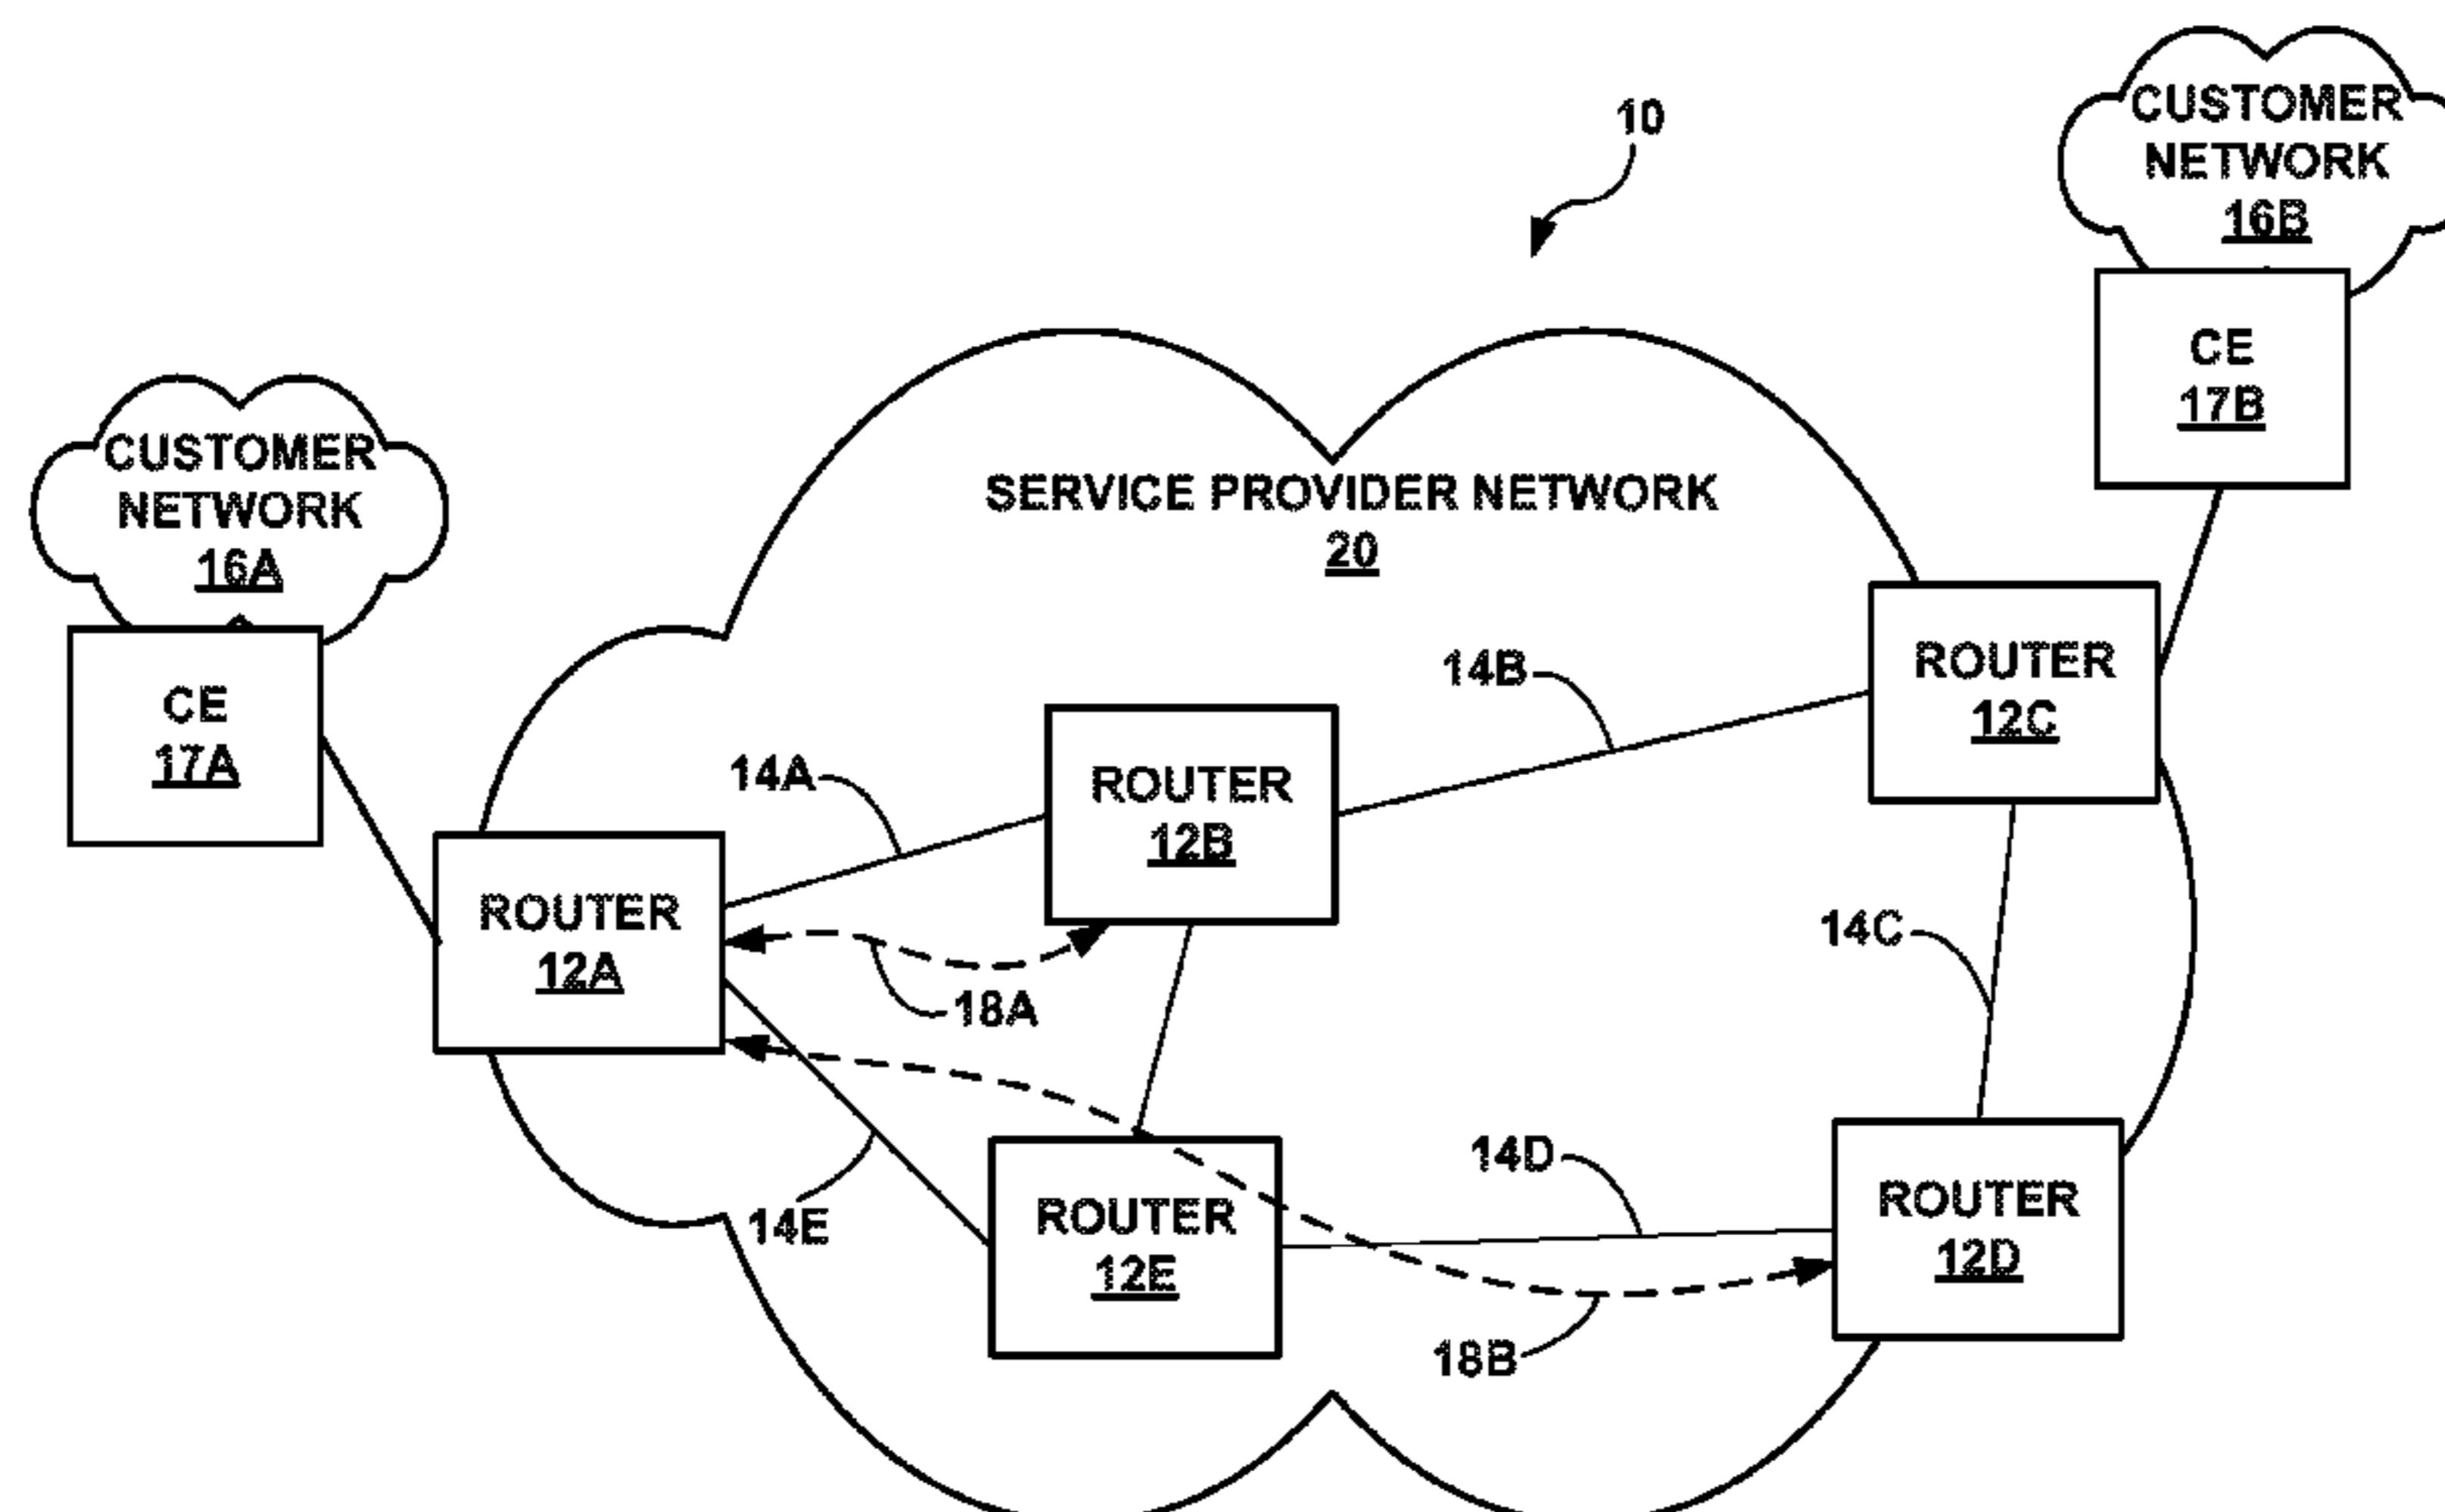 10
CUSTOMER
NETWORK
16B
CE
17B
CUSTOMER
NETWORK
16A
CE
17A
SERVICE PROVIDER NETWORK
20
ROUTER
12C
14B
14A
ROUTER
12B
ROUTER
12A
14C
18A
14E
ROUTER
12E
14D
ROUTER
12D
18B